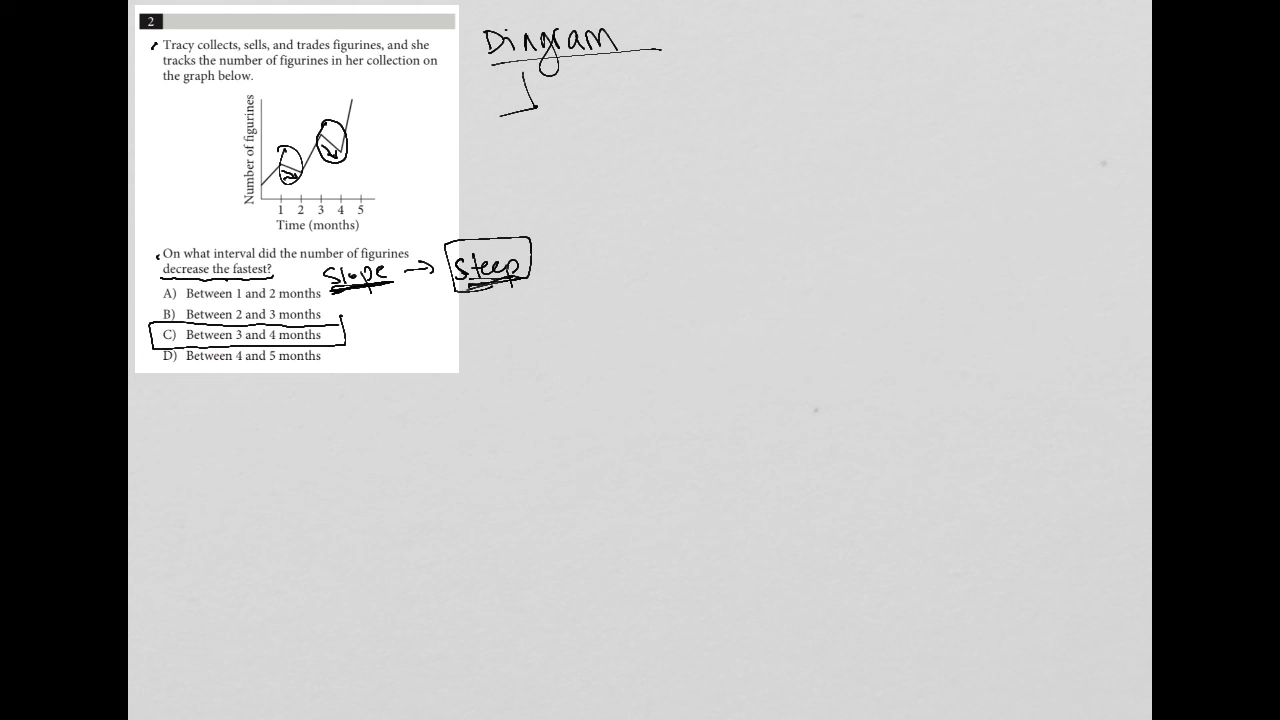 2
Tracy collects, sells, and trades figurines, and she
tracks the number of figurines in her collection on
the graph below.
Number of figurines
1 2 3 4 5
Time (months)
On what interval did the number of figurines
decrease the fastest?
A) Between 1 and 2 months
B) Between 2 and 3 months
C) Between 3 and 4 months
D) Between 4 and 5 months
Slope → steep
Diagram